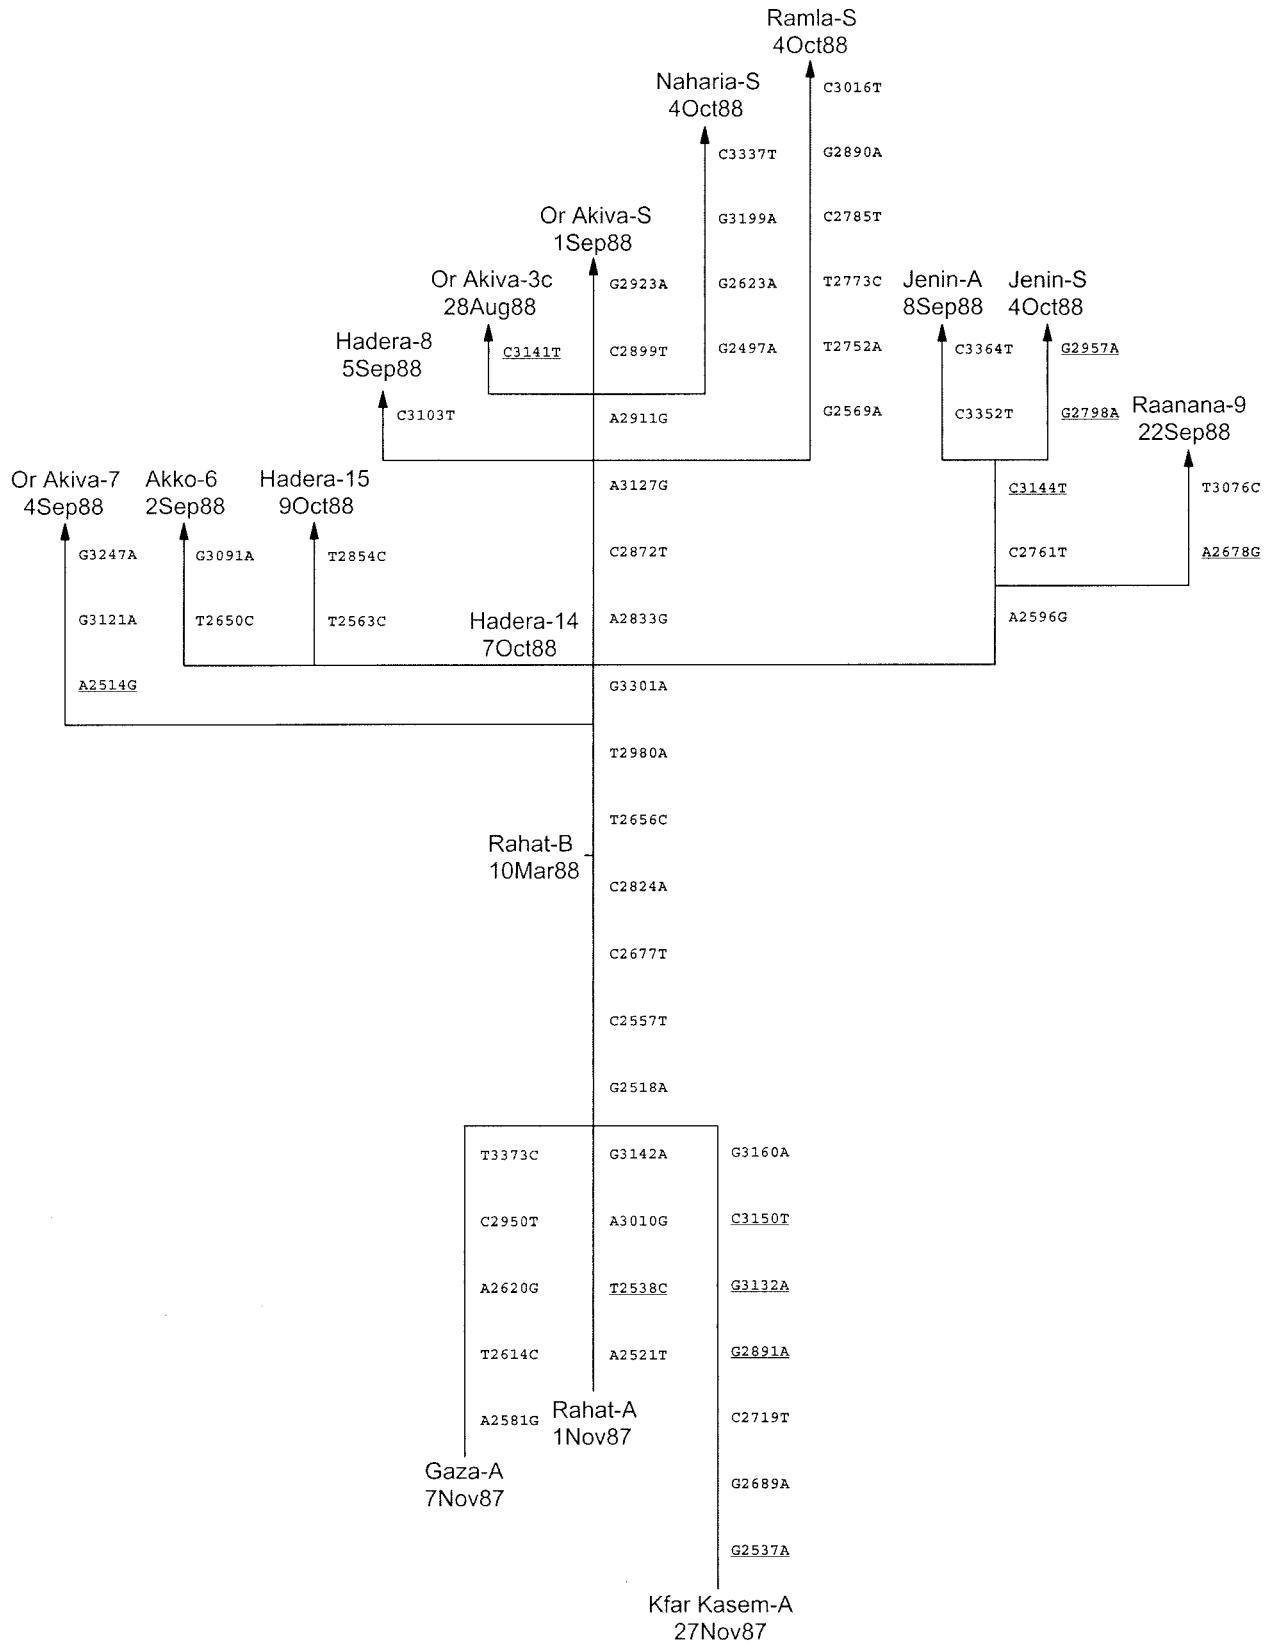 Ramla-S
4Oct88
C3016T
G2890A
C2785T
T2773C
T2752A
G2569A
Naharia-S
4Oct88
C3337T
G3199A
G2623A
G2497A
Or Akiva-S
1Sep88
G2923A
C2899T
Or Akiva-3c
28Aug88
C3141T
Hadera-8
5Sep88
C3103T
A2911G
Jenin-A
8Sep88
C3364T
C3352T
Jenin-S
4Oct88
G2957A
G2798A
Raanana-9
22Sep88
T3076C
A2678G
C3144T
C2761T
A2596G
A3127G
C2872T
A2833G
Or Akiva-7
4Sep88
G3247A
G3121A
A2514G
Akko-6
2Sep88
G3091A
T2650C
Hadera-15
9Oct88
T2854C
T2563C
Hadera-14
7Oct88
G3301A
T2980A
T2656C
Rahat-B
10Mar88
C2824A
C2677T
C2557T
G2518A
T3373C
C2950T
A2620G
T2614C
A2581G
Gaza-A
7Nov87
G3142A
A3010G
T2538C
A2521T
Rahat-A
1Nov87
G3160A
C3150T
G3132A
G2891A
C2719T
G2689A
G2537A
Kfar Kasem-A
27Nov87